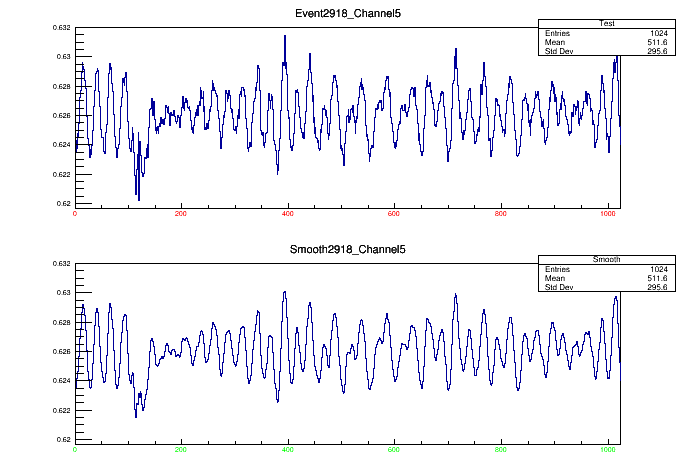 Event2918_Channel5
Test
Entries 1024
Mean 511.6
Std Dev 295.6
0.632
0.63
0.628
0.626
0.624
0.622
0.62
0 200 400 600 800 1000
Smooth2918_Channel5
Smooth
Entries 1024
Mean 511.6
Std Dev 295.6
0.632
0.63
0.628
0.626
0.624
0.622
0.62
0 200 400 600 800 1000